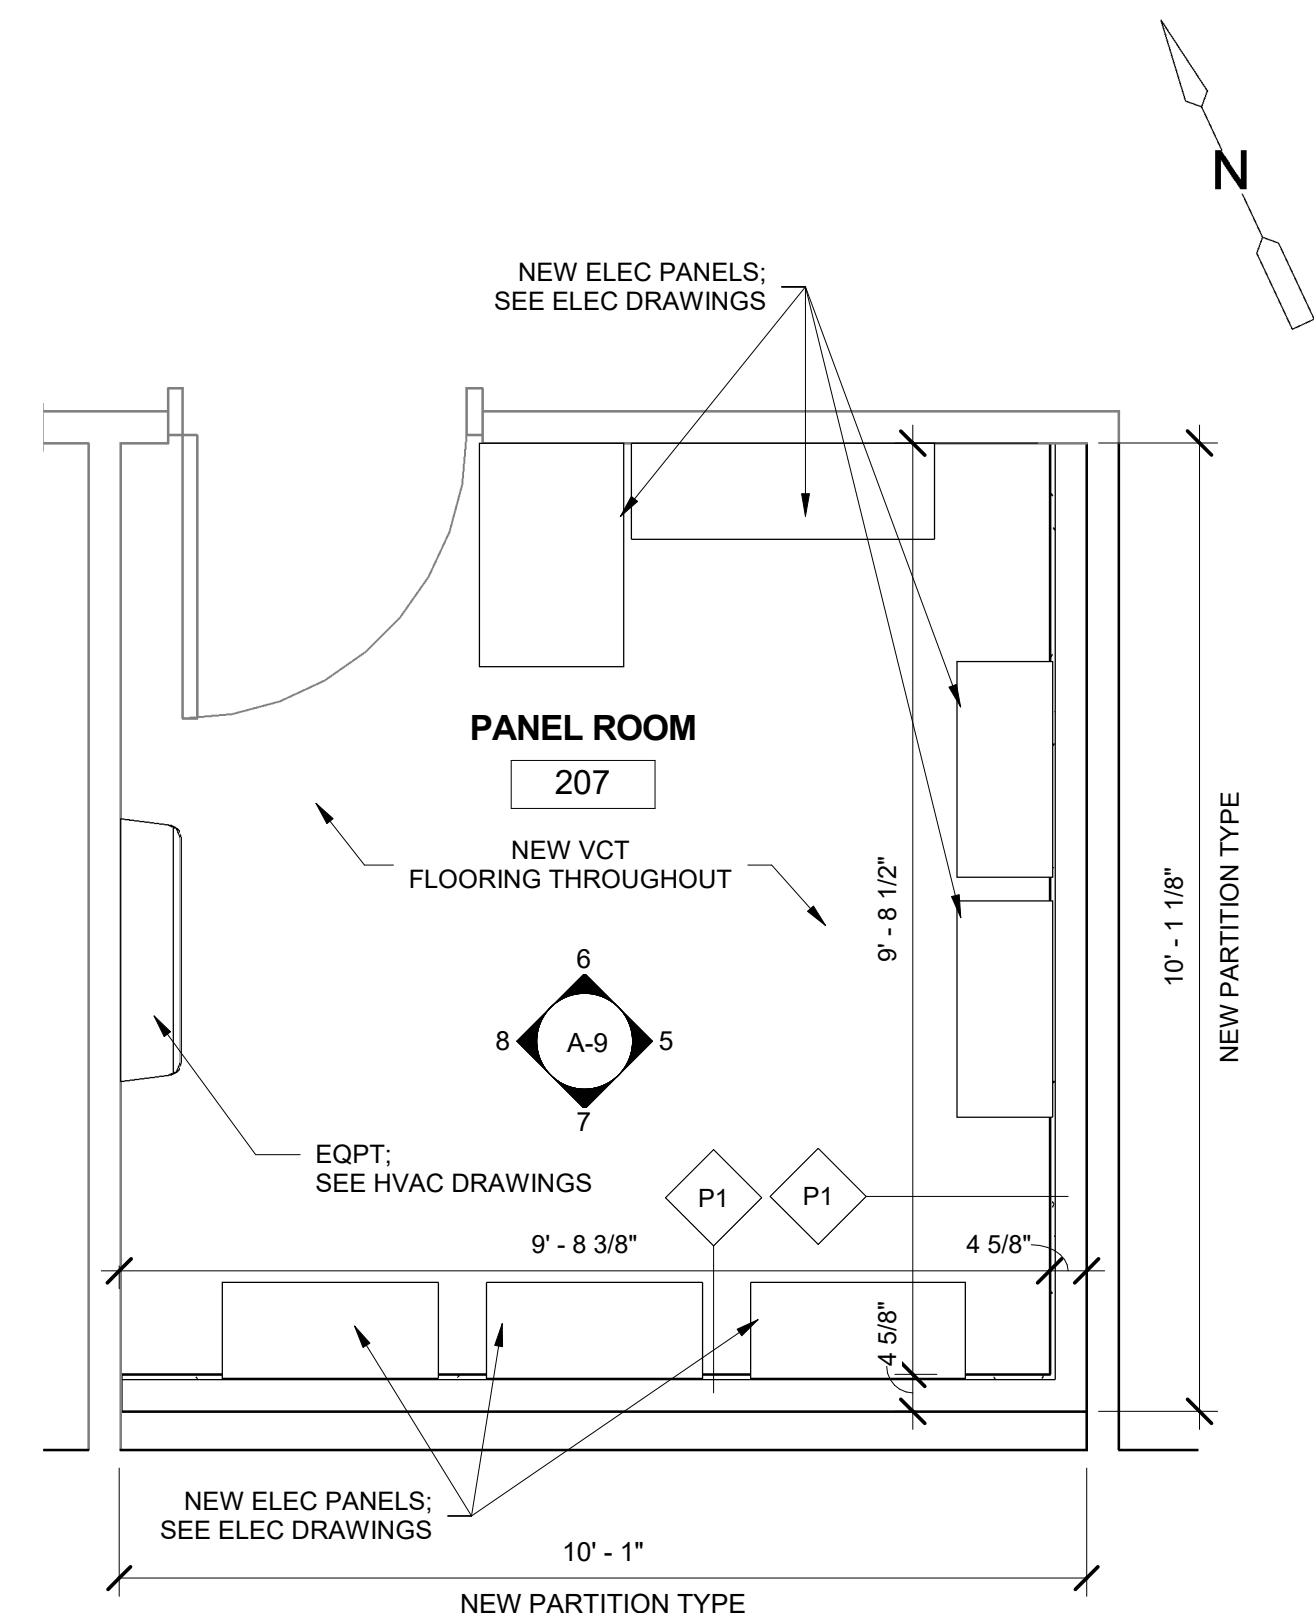 N
NEW ELEC PANELS;
SEE ELEC DRAWINGS
PANEL ROOM
207
NEW VCT
FLOORING THROUGHOUT
9' - 8 1/2"
10' - 1 1/8"
NEW PARTITION TYPE
6
8
A-9
5
7
EQPT;
SEE HVAC DRAWINGS
P1
P1
9' - 8 3/8"
4 5/8"
4 5/8"
NEW ELEC PANELS;
SEE ELEC DRAWINGS
10' - 1"
NEW PARTITION TYPE